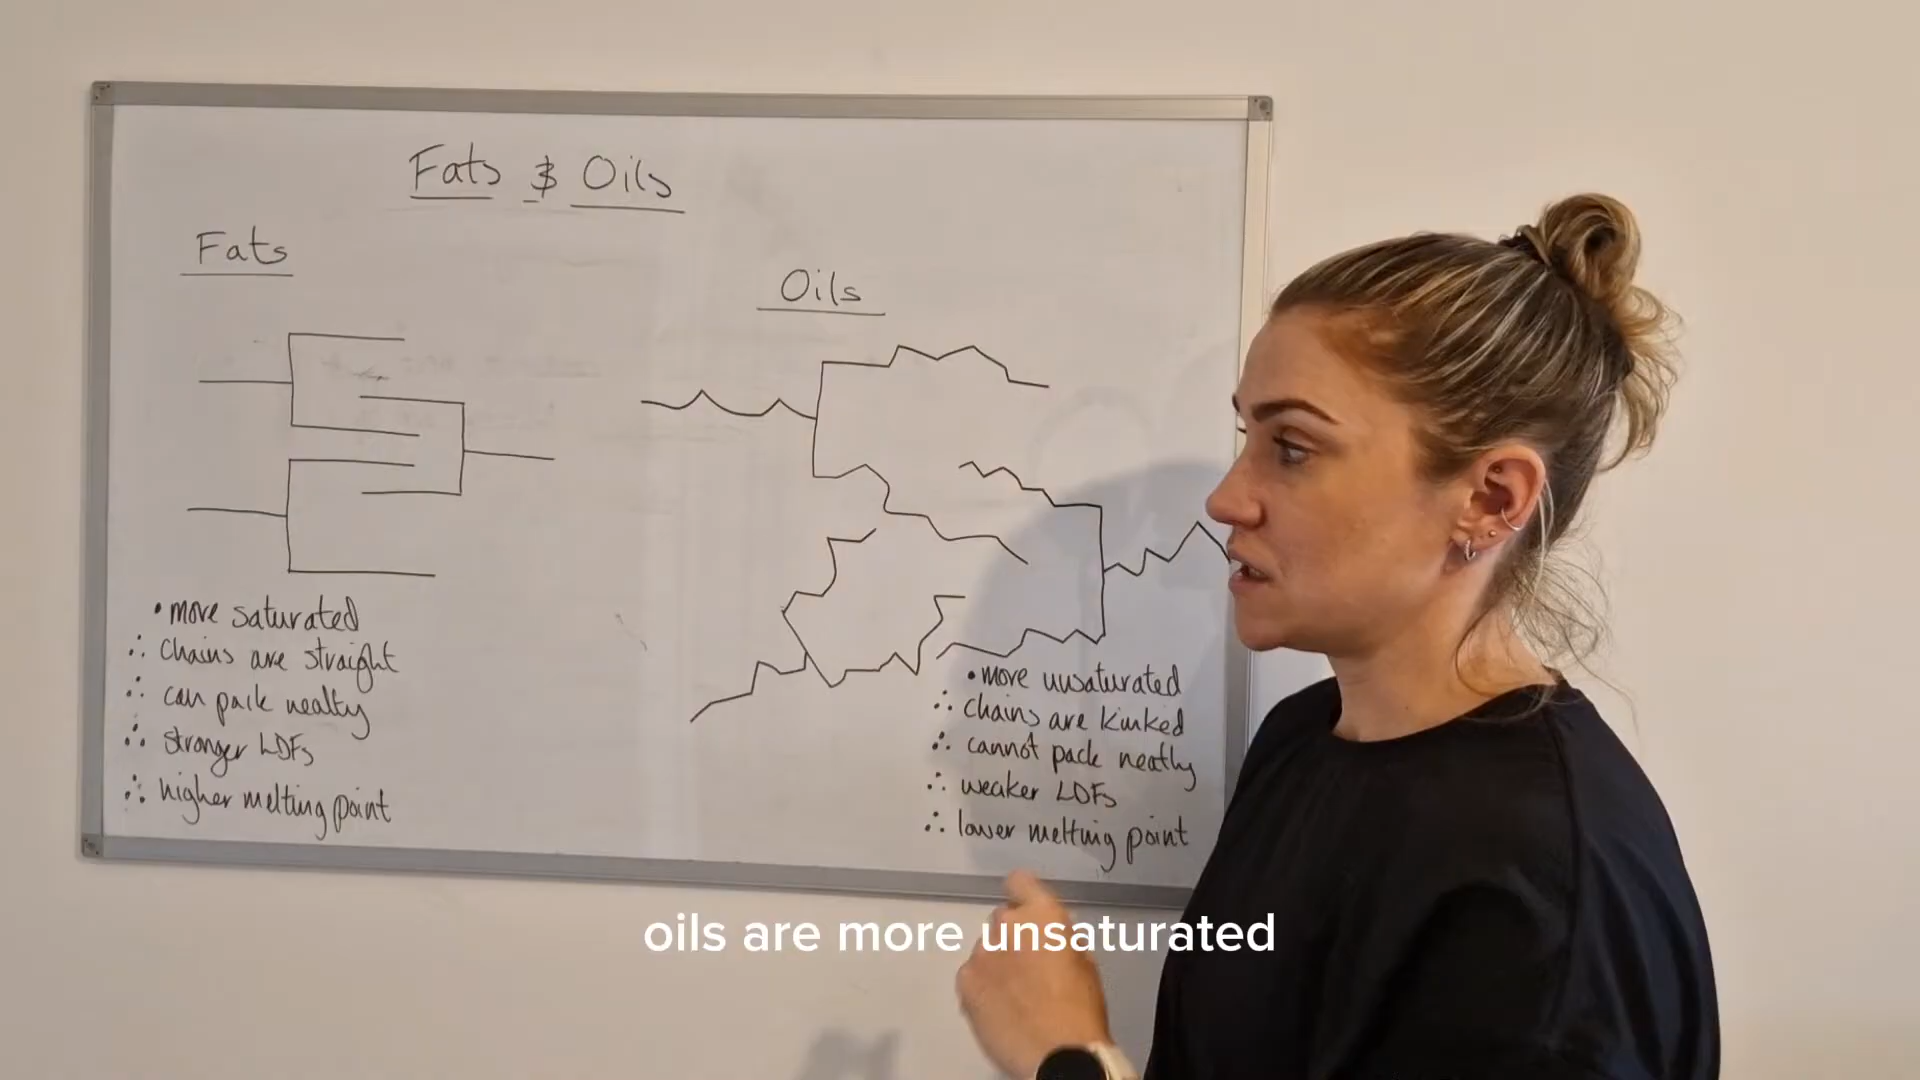 Fats & Oils
Fats
• more saturated
∴ Chains are straight
∴ can pack nealty
∴ stronger LDFs
∴ higher melting point
Oils
• more unsaturated
∴ chains are kinked
∴ cannot pack neatly
∴ weaker LDFs
∴ lower melting point
oils are more unsaturated